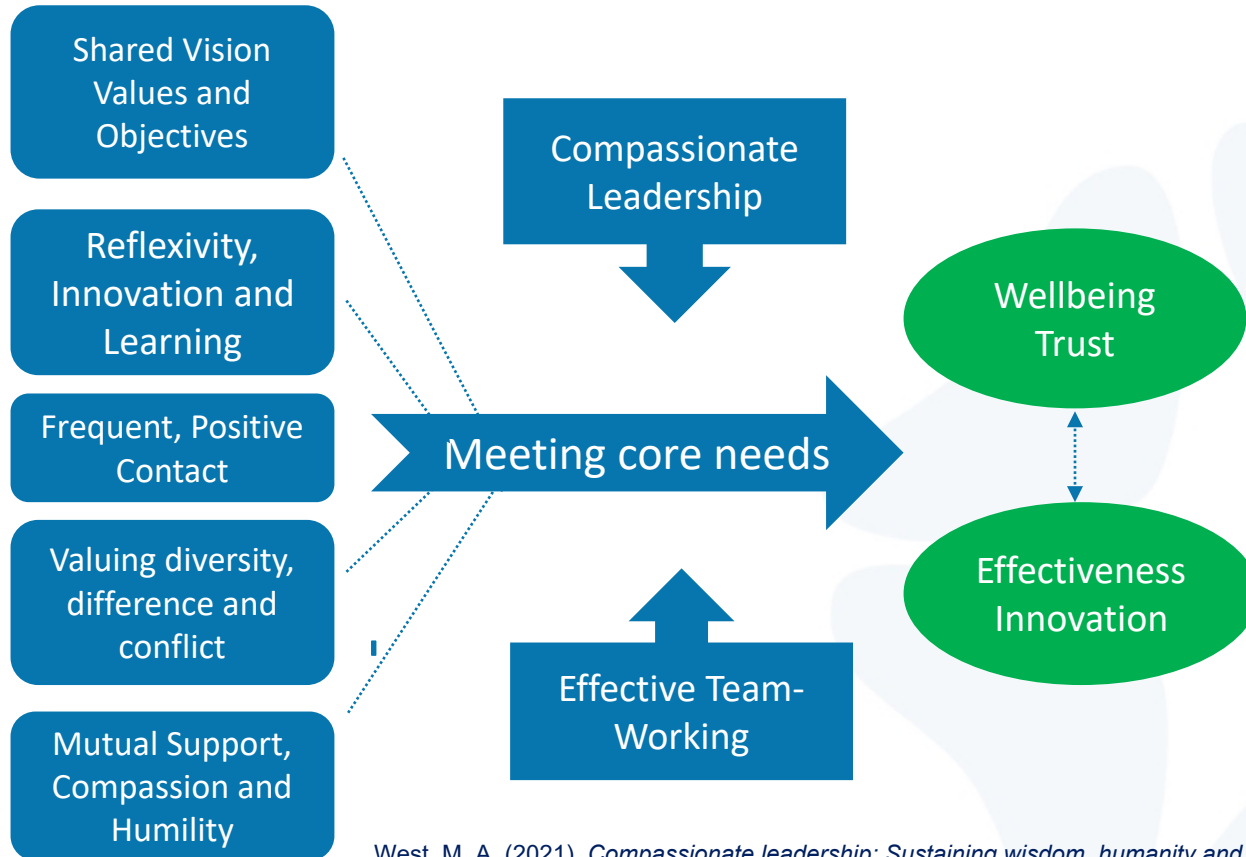 Shared Vision
Values and
Objectives
Reflexivity,
Innovation and
Learning
Frequent, Positive
Contact
Valuing diversity,
difference and
conflict
Mutual Support,
Compassion and
Humility
Compassionate
Leadership
Meeting core needs
Effective Team-
Working
Wellbeing
Trust
Effectiveness
Innovation
West, M. A. (2021). Compassionate leadership: Sustaining wisdom, humanity and